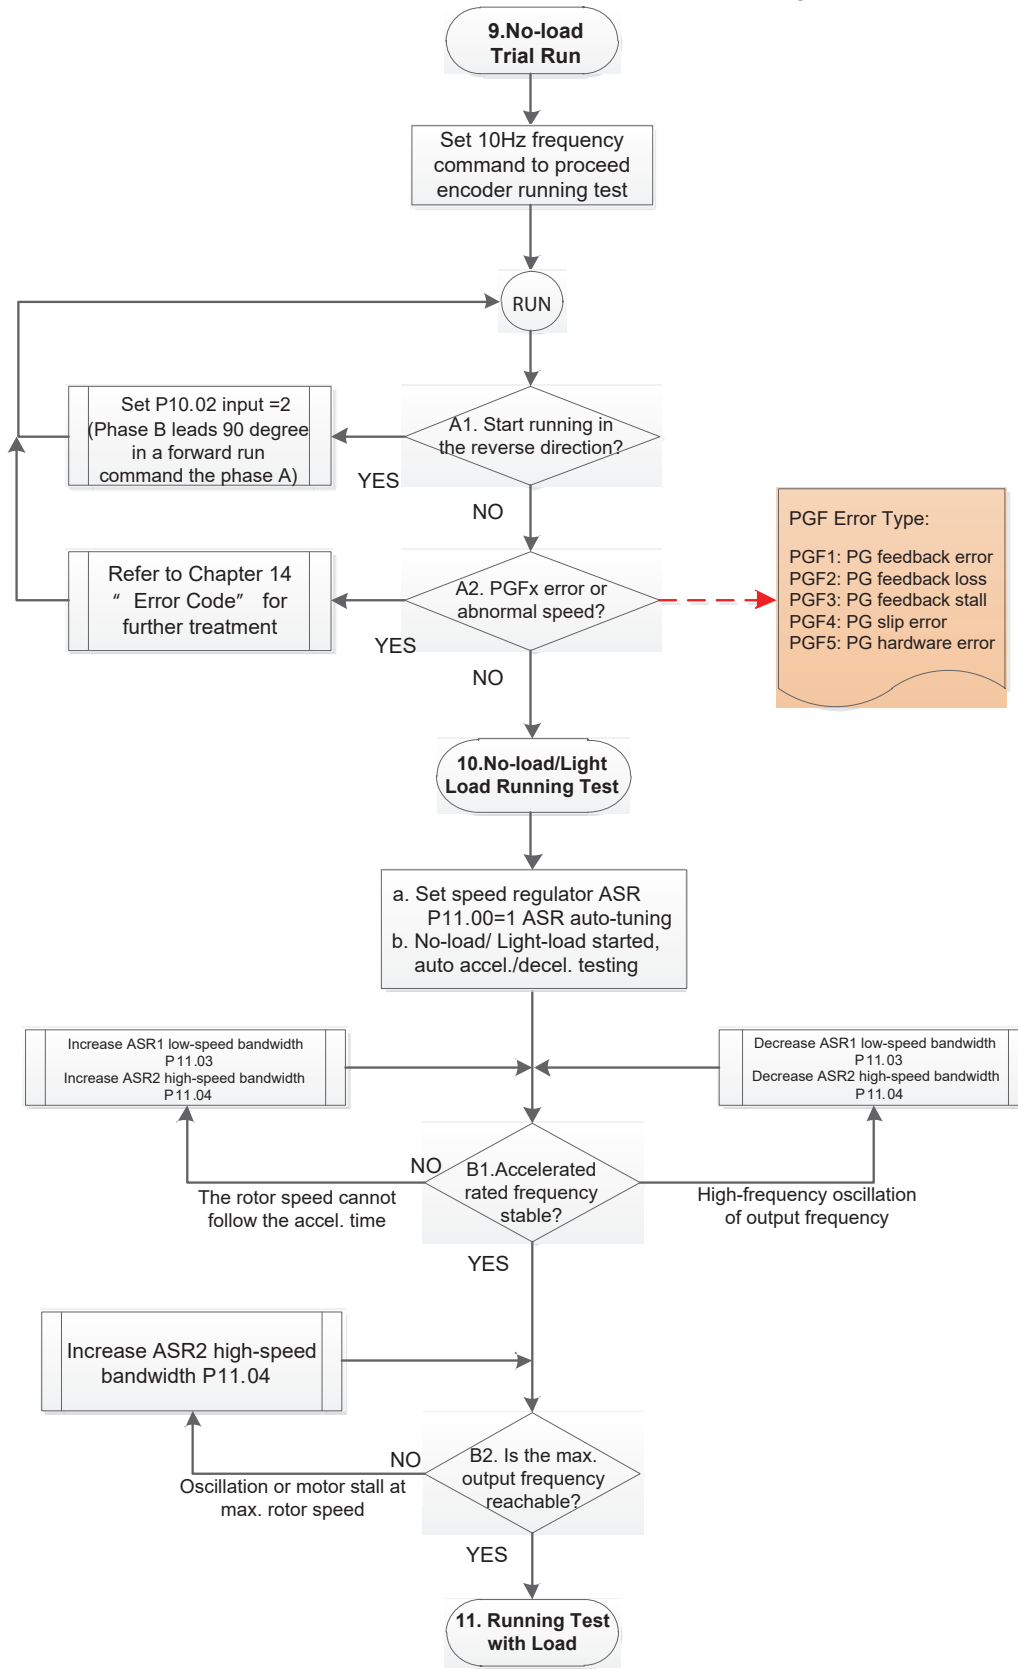 9.No-load
Trial Run
Set 10Hz frequency
command to proceed
encoder running test
RUN
A1. Start running in
the reverse direction?
YES
Set P10.02 input =2
(Phase B leads 90 degree
in a forward run
command the phase A)
NO
A2. PGFx error or
abnormal speed?
YES
Refer to Chapter 14
“ Error Code” for
further treatment
PGF Error Type:
PGF1: PG feedback error
PGF2: PG feedback loss
PGF3: PG feedback stall
PGF4: PG slip error
PGF5: PG hardware error
NO
10.No-load/Light
Load Running Test
a. Set speed regulator ASR
P11.00=1 ASR auto-tuning
b. No-load/ Light-load started,
auto accel./decel. testing
Increase ASR1 low-speed bandwidth
P11.03
Increase ASR2 high-speed bandwidth
P11.04
Decrease ASR1 low-speed bandwidth
P11.03
Decrease ASR2 high-speed bandwidth
P11.04
B1.Accelerated
rated frequency
stable?
NO
The rotor speed cannot
follow the accel. time
High-frequency oscillation
of output frequency
YES
Increase ASR2 high-speed
bandwidth P11.04
B2. Is the max.
output frequency
reachable?
NO
Oscillation or motor stall at
max. rotor speed
YES
11. Running Test
with Load